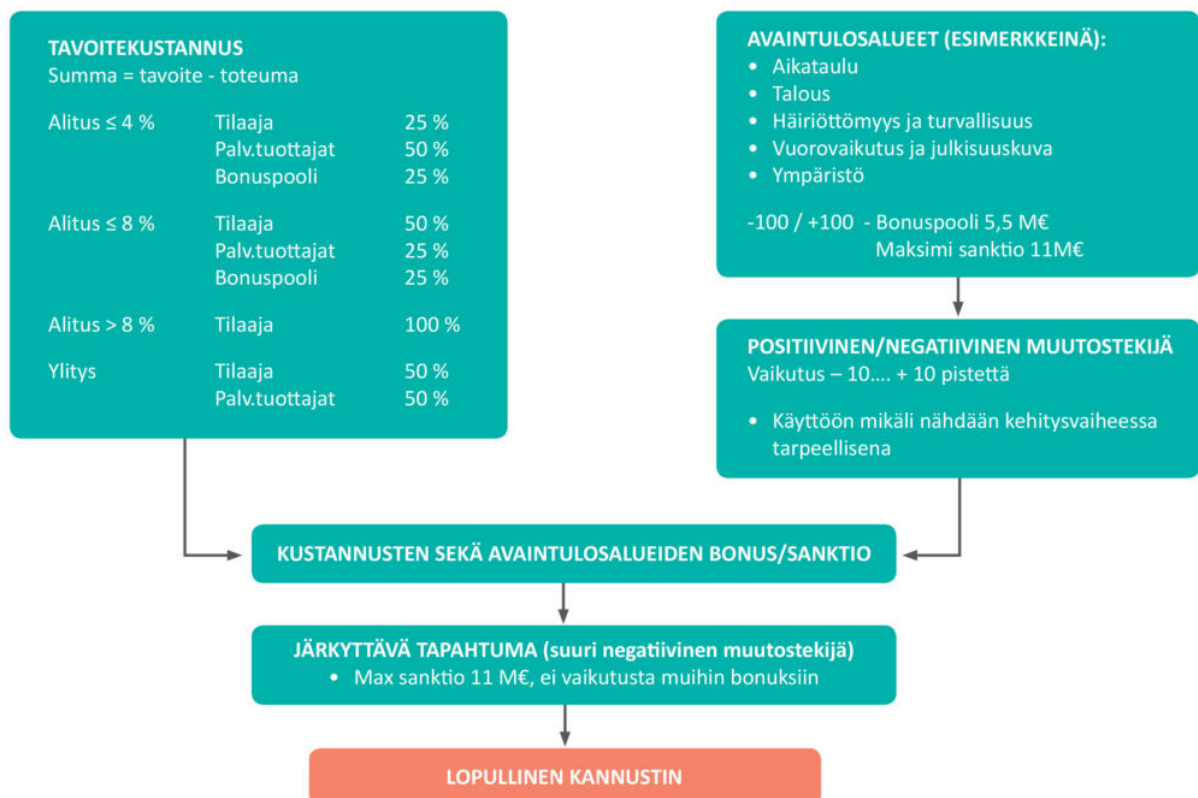 TAVOITEKUSTANNUS
Summa = tavoite - toteuma
Alitus ≤ 4 % Tilaaja 25 %
Palv.tuottajat 50 %
Bonuspooli 25 %
Alitus ≤ 8 % Tilaaja 50 %
Palv.tuottajat 25 %
Bonuspooli 25 %
Alitus > 8 % Tilaaja 100 %
Ylitys Tilaaja 50 %
Palv.tuottajat 50 %
AVAINTULOSALUEET (ESIMERKKEINÄ):
• Aikataulu
• Talous
• Häiriöttömyys ja turvallisuus
• Vuorovaikutus ja julkisuuskuva
• Ympäristö
-100 / +100 - Bonuspooli 5,5 M€
Maksimi sanktio 11M€
POSITIIVINEN/NEGATIIVINEN MUUTOSTEKIJÄ
Vaikutus – 10.... + 10 pistettä
• Käyttöön mikäli nähdään kehitysvaiheessa
tarpeellisena
KUSTANNUSTEN SEKÄ AVAINTULOSALUEIDEN BONUS/SANKTIO
JÄRKYTTÄVÄ TAPAHTUMA (suuri negatiivinen muutostekijä)
• Max sanktio 11 M€, ei vaikutusta muihin bonuksiin
LOPULLINEN KANNUSTIN